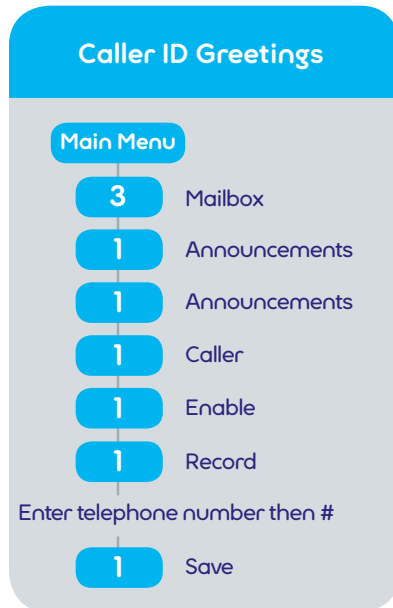 Caller ID Greetings
Main Menu
3 Mailbox
1 Announcements
1 Announcements
1 Caller
1 Enable
1 Record
Enter telephone number then #
1 Save